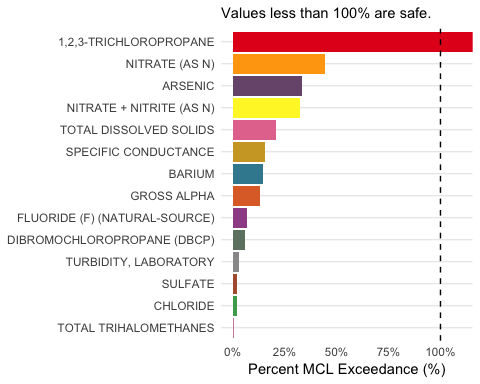 Values less than 100% are safe.
1,2,3-TRICHLOROPROPANE
NITRATE (AS N)
ARSENIC
NITRATE + NITRITE (AS N)
TOTAL DISSOLVED SOLIDS
SPECIFIC CONDUCTANCE
BARIUM
GROSS ALPHA
FLUORIDE (F) (NATURAL-SOURCE)
DIBROMOCHLOROPROPANE (DBCP)
TURBIDITY, LABORATORY
SULFATE
CHLORIDE
TOTAL TRIHALOMETHANES
0% 25% 50% 75% 100%
Percent MCL Exceedance (%)